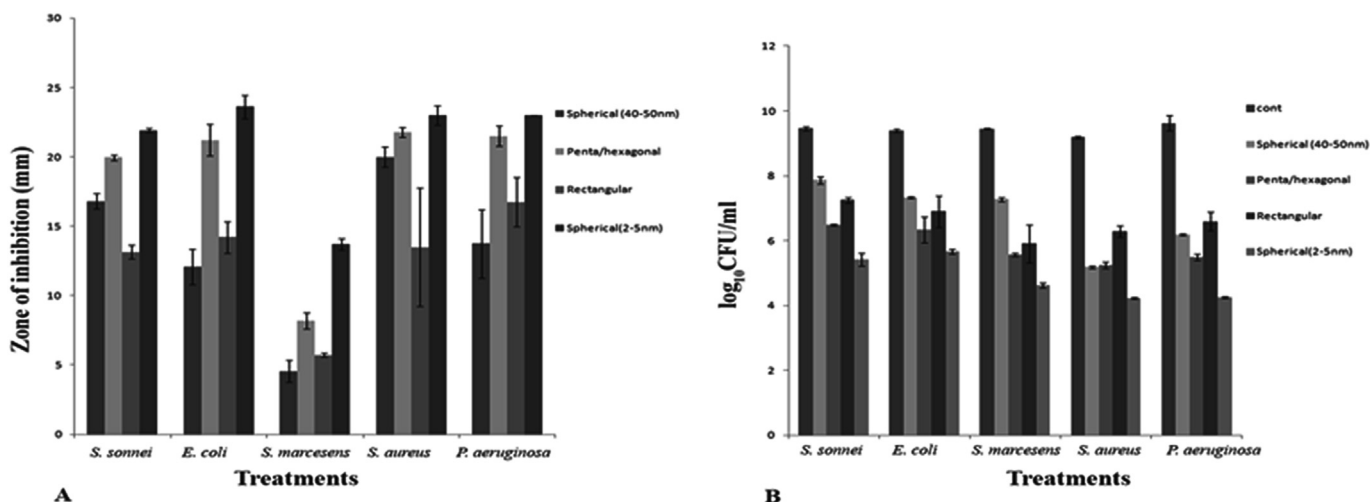 Zone of inhibition (mm)
30
25
20
15
10
5
0
S. sonnei E. coli S. marcesens S. aureus P. aeruginosa
Treatments
A
Spherical (40-50nm)
Penta/hexagonal
Rectangular
Spherical(2-5nm)
log10CFU/ml
12
10
8
6
4
2
0
S. sonnei E. coli S. marcesens S. aureus P. aeruginosa
Treatments
B
cont
Spherical (40-50nm)
Penta/hexagonal
Rectangular
Spherical(2-5nm)